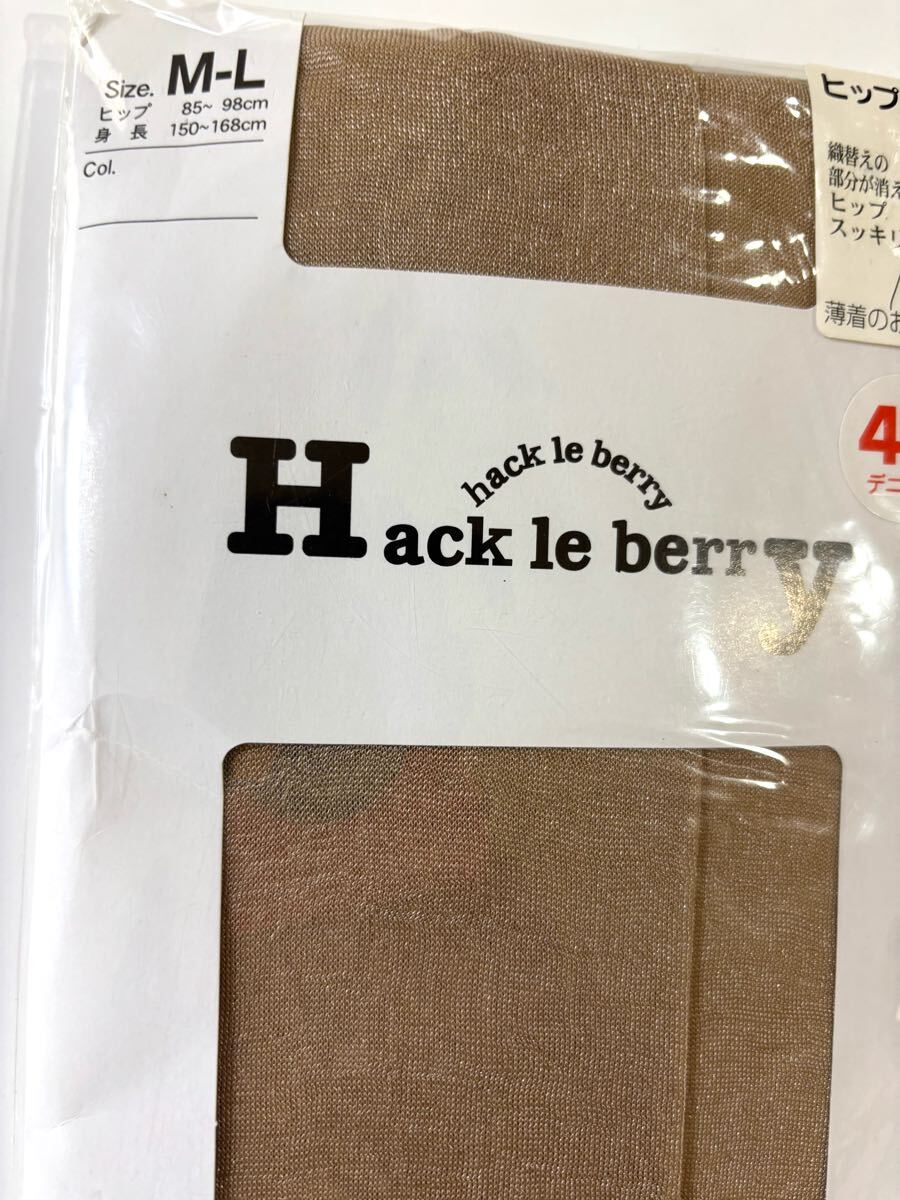 Size. M-L
ヒップ 85~ 98cm
身 長 150~168cm
Col.
ヒップ
織替えの
部分が消え
ヒップ
スッキリ
薄着のお
4
デニ
hack le berry
Hack le berry